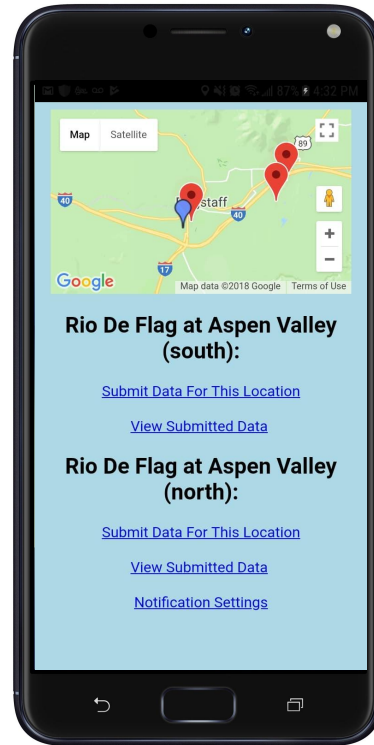 87% 4:32 PM
Map Satellite
89
40
Flagstaff
40
17
Google
Map data ©2018 Google Terms of Use
Rio De Flag at Aspen Valley
(south):
Submit Data For This Location
View Submitted Data
Rio De Flag at Aspen Valley
(north):
Submit Data For This Location
View Submitted Data
Notification Settings